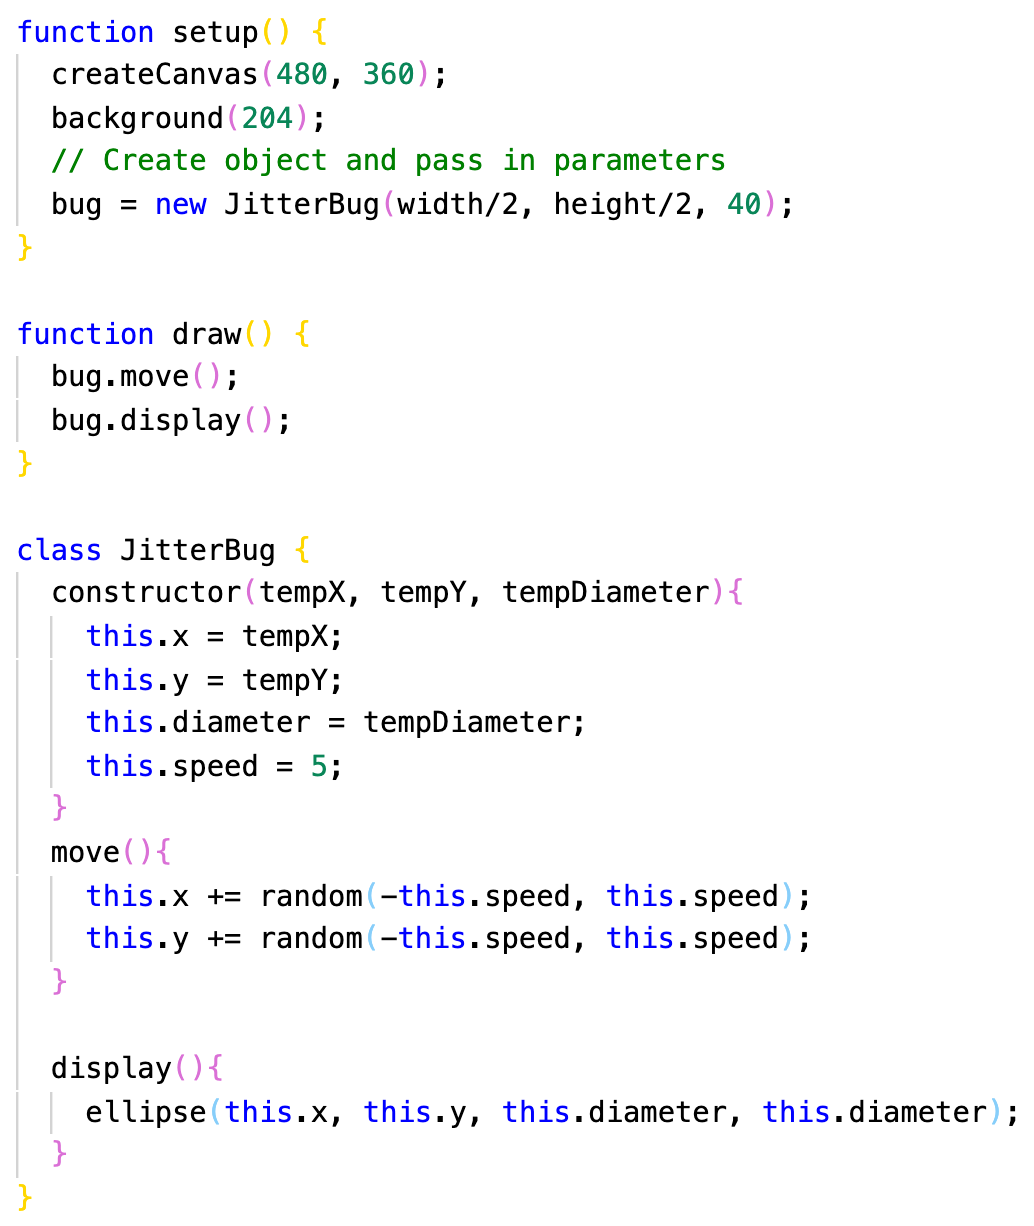 function setup() {
  createCanvas(480, 360);
  background(204);
  // Create object and pass in parameters
  bug = new JitterBug(width/2, height/2, 40);
}

function draw() {
  bug.move();
  bug.display();
}

class JitterBug {
  constructor(tempX, tempY, tempDiameter){
    this.x = tempX;
    this.y = tempY;
    this.diameter = tempDiameter;
    this.speed = 5;
  }
  move(){
    this.x += random(-this.speed, this.speed);
    this.y += random(-this.speed, this.speed);
  }

  display(){
    ellipse(this.x, this.y, this.diameter, this.diameter);
  }
}